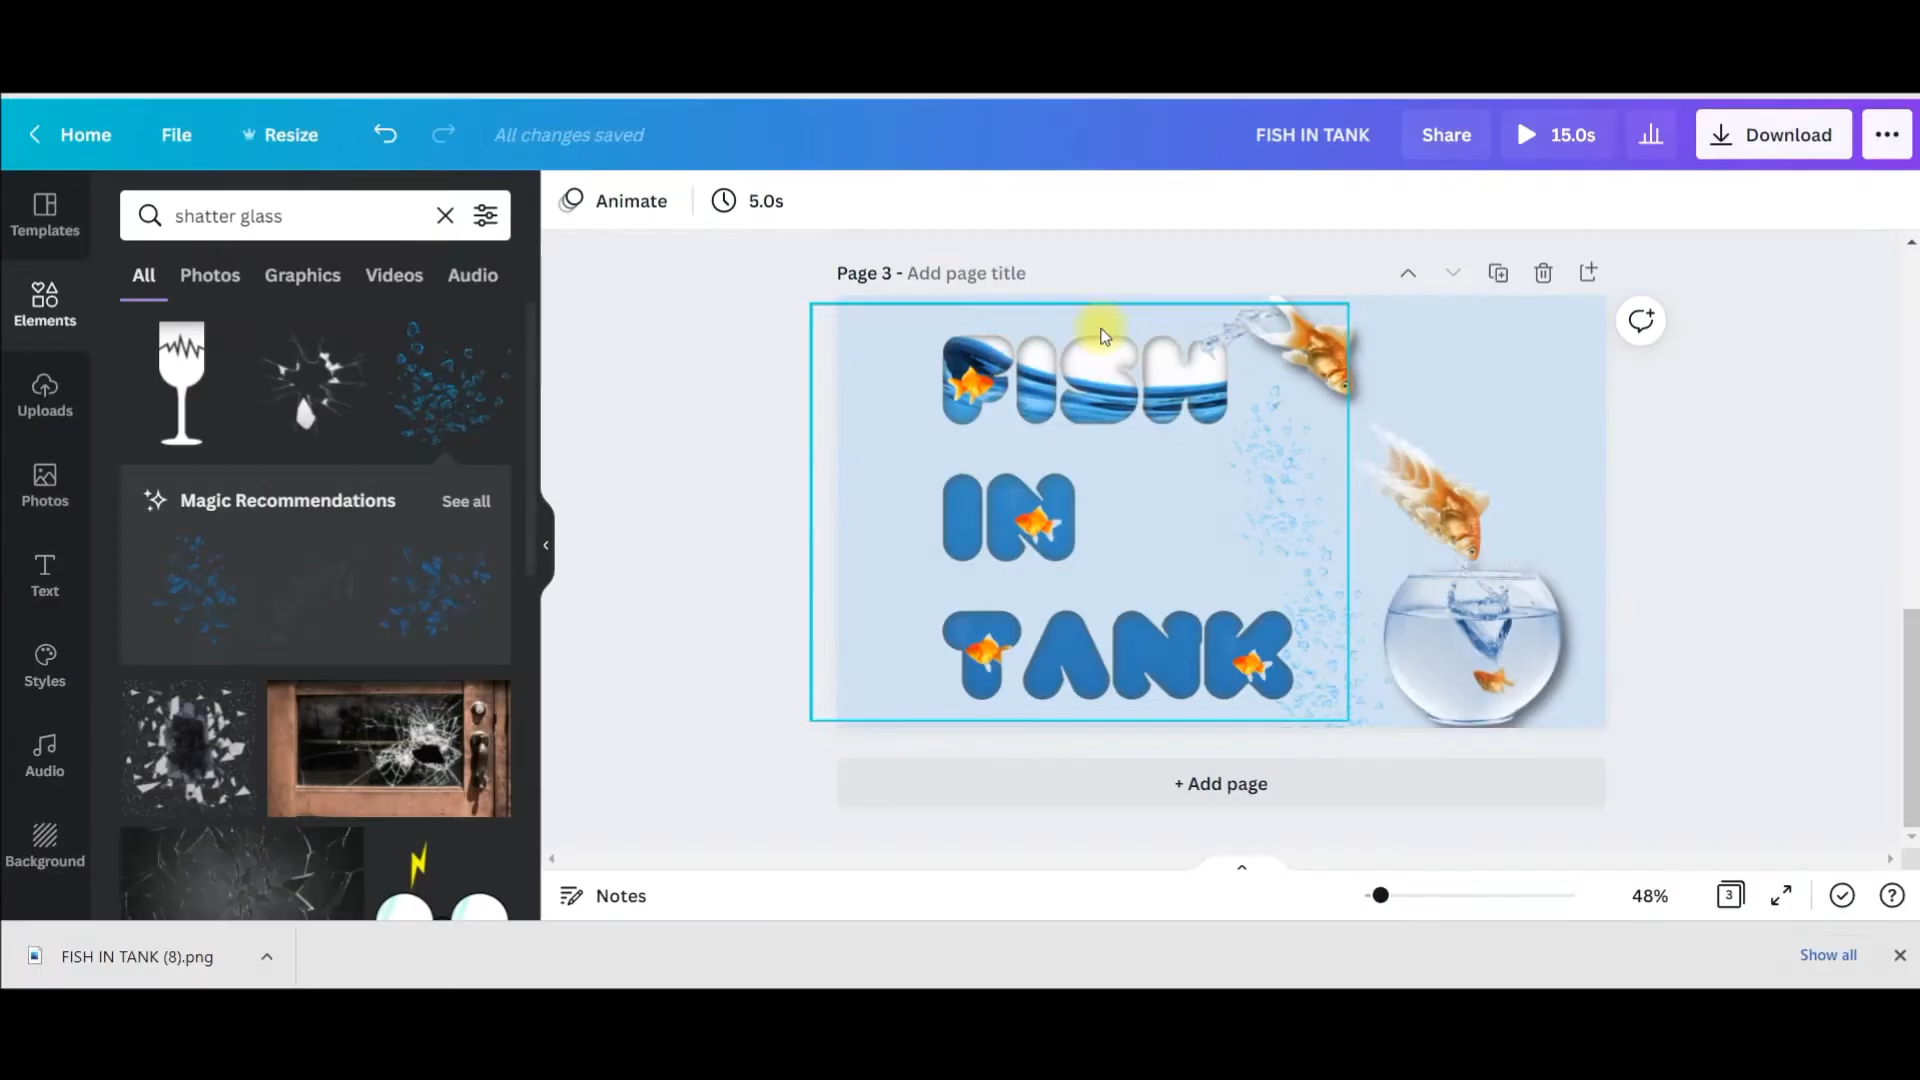 Home File Resize All changes saved FISH IN TANK Share 15.0s Download
Templates
Elements
Uploads
Photos
Text
Styles
Audio
Background
shatter glass
All Photos Graphics Videos Audio
Magic Recommendations See all
Animate 5.0s
Page 3 - Add page title
FISH
IN
TANK
+ Add page
Notes 48% 3
FISH IN TANK (8).png Show all